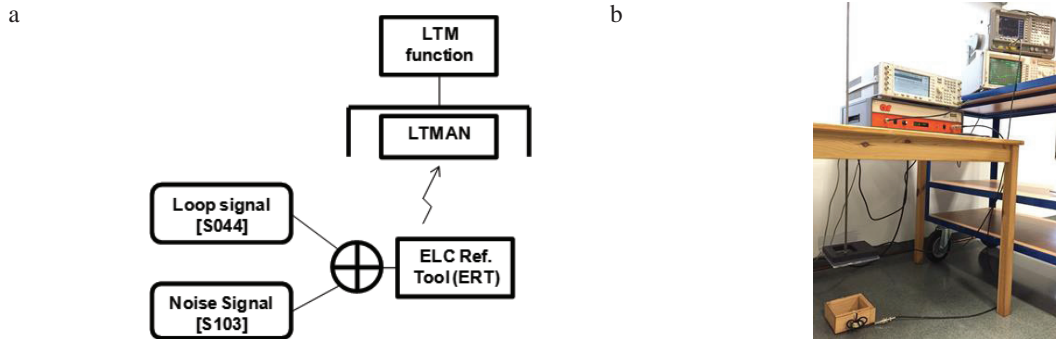 a
b
LTM
function
LTMAN
Loop signal
[S044]
ELC Ref.
Tool (ERT)
Noise Signal
[S103]